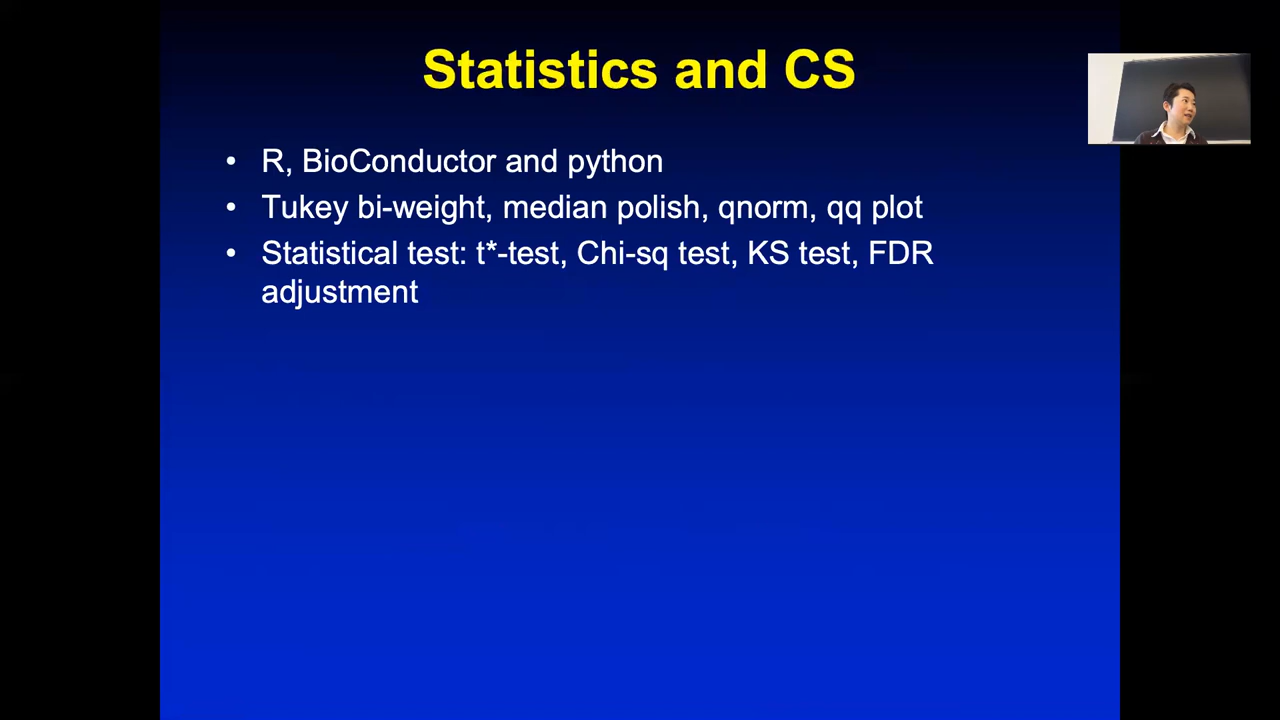 Statistics and CS
• R, BioConductor and python
• Tukey bi-weight, median polish, qnorm, qq plot
• Statistical test: t*-test, Chi-sq test, KS test, FDR
adjustment